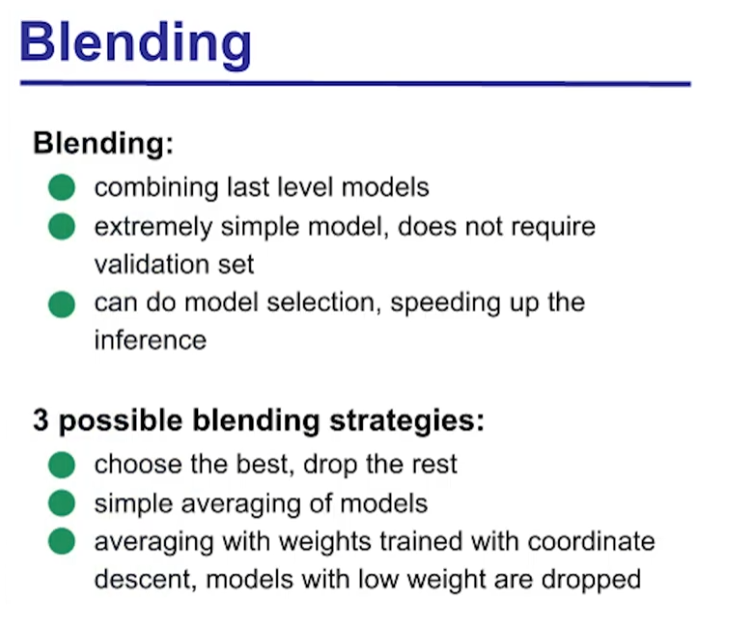 Blending
Blending:
combining last level models
extremely simple model, does not require
validation set
can do model selection, speeding up the
inference
3 possible blending strategies:
choose the best, drop the rest
simple averaging of models
averaging with weights trained with coordinate
descent, models with low weight are dropped